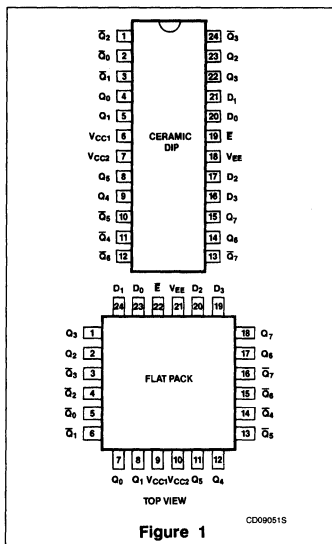 Q̅2 1 24 Q̅3
Q̅0 2 23 Q2
Q̅1 3 22 Q3
Q0 4 21 D1
Q1 5 20 D0
VCC1 6 CERAMIC DIP 19 E̅
VCC2 7 18 VEE
Q5 8 17 D2
Q4 9 16 D3
Q̅5 10 15 Q7
Q̅4 11 14 Q6
Q̅6 12 13 Q̅7
D1 D0 E̅ VEE D2 D3
24 23 22 21 20 19
Q3 1 18 Q7
Q2 2 17 Q6
Q̅3 3 16 Q̅7
Q̅2 4 FLAT PACK 15 Q̅6
Q̅0 5 14 Q̅4
Q̅1 6 13 Q̅5
7 8 9 10 11 12
Q0 Q1 VCC1 VCC2 Q5 Q4
TOP VIEW
CD09051S
Figure 1